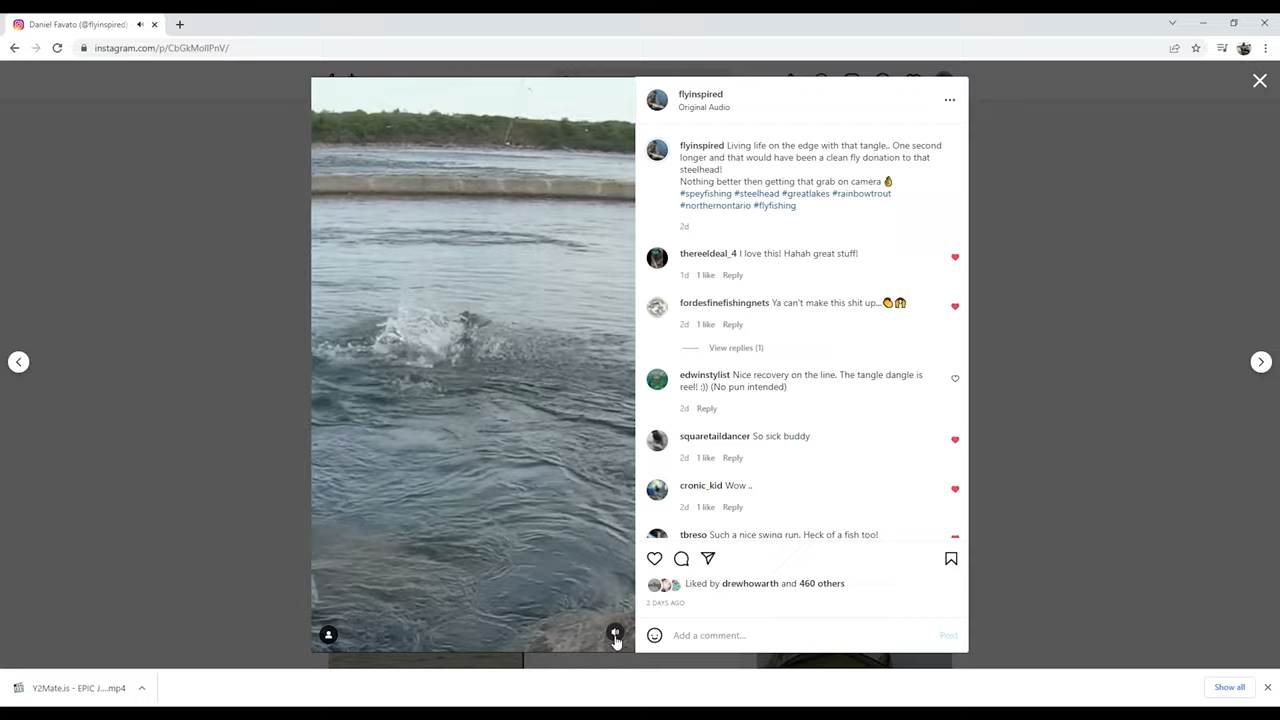 Daniel Favato (@flyinspired)
instagram.com/p/CbGkMoIlPnV/
flyinspired
Original Audio
flyinspired Living life on the edge with that tangle.. One second
longer and that would have been a clean fly donation to that
steelhead!
Nothing better then getting that grab on camera 👌
#speyfishing #steelhead #greatlakes #rainbowtrout
#northernontario #flyfishing
2d
thereeldeal_4 I love this! Hahah great stuff!
1d 1 like Reply
fordesfinefishingnets Ya can't make this shit up...👏🙌
2d 1 like Reply
View replies (1)
edwinstylist Nice recovery on the line. The tangle dangle is
reel! :)) (No pun intended)
2d Reply
squaretaildancer So sick buddy
2d 1 like Reply
cronic_kid Wow ..
2d 1 like Reply
tbreso Such a nice swing run. Heck of a fish too!
Liked by drewhowarth and 460 others
2 DAYS AGO
Add a comment...
Post
Y2Mate.is - EPIC J....mp4
Show all